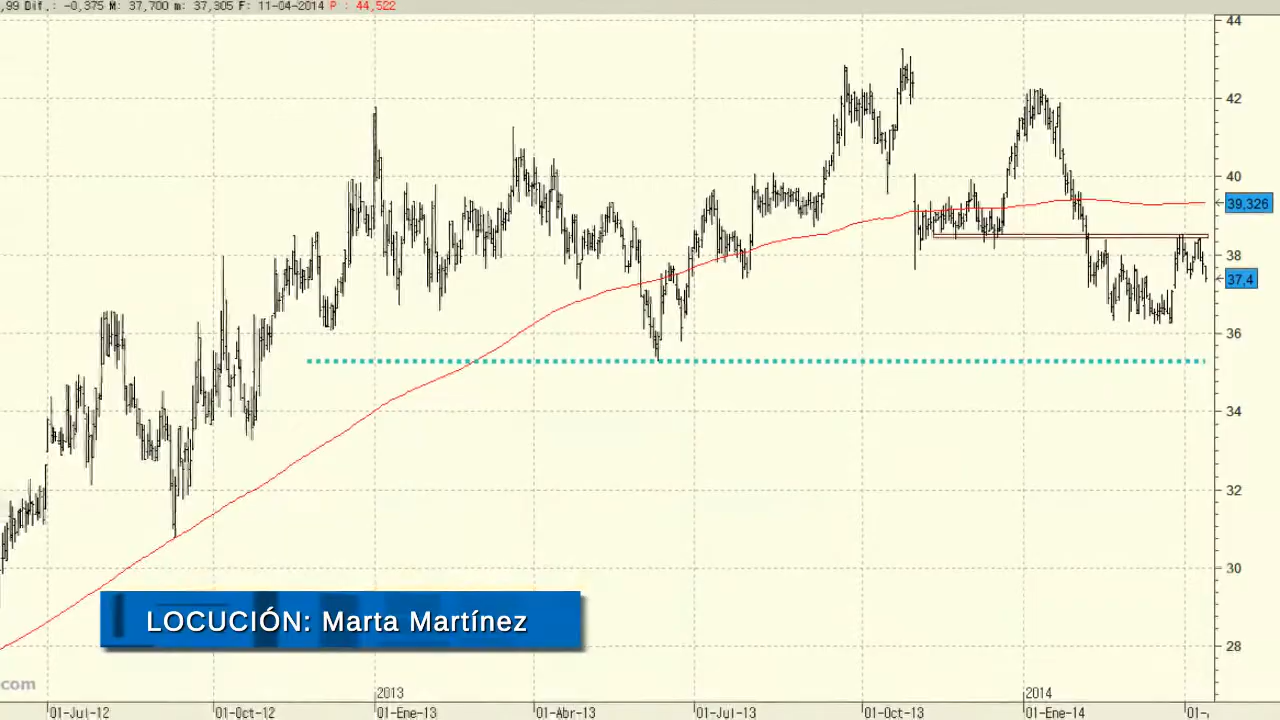 ,99 Dif.: -0,375 M: 37,700 m: 37,305 F: 11-04-2014 P : 44,522
44
42
40
39,326
38
37.4
36
34
32
30
28
LOCUCIÓN: Marta Martínez
com
2013
2014
01-Jul-12
01-Oct-12
01-Ene-13
01-Abr-13
01-Jul-13
01-Oct-13
01-Ene-14
01-